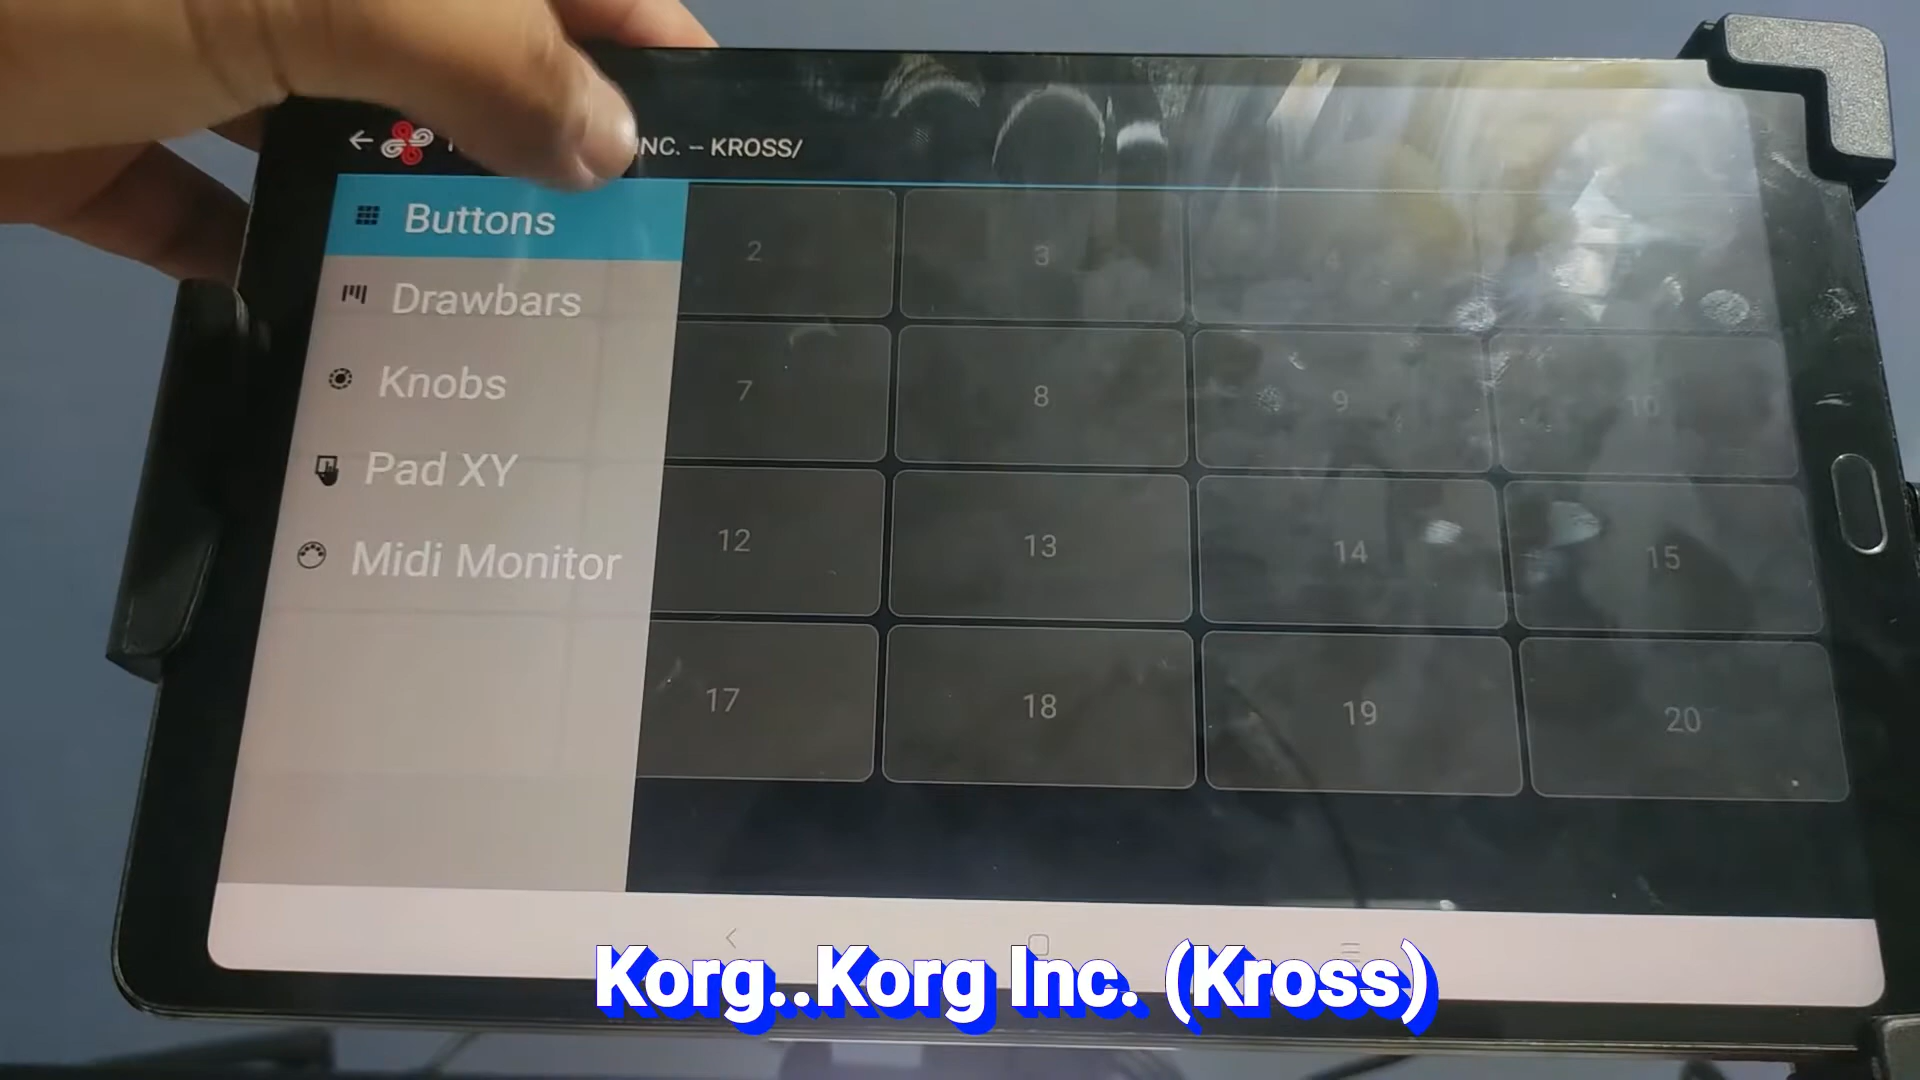 INC. – KROSS/
Buttons
Drawbars
Knobs
Pad XY
Midi Monitor
2 3
7 8 9 10
12 13 14 15
17 18 19 20
Korg..Korg Inc. (Kross)